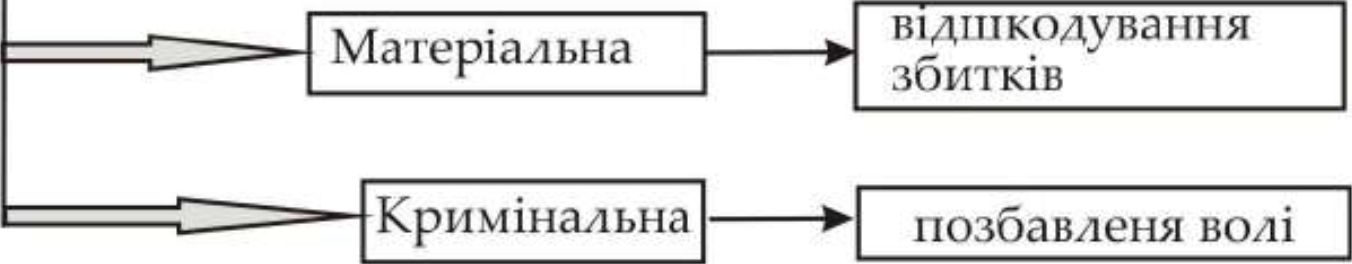 Матеріальна
відшкодування
збитків
Кримінальна
позбавленя волі